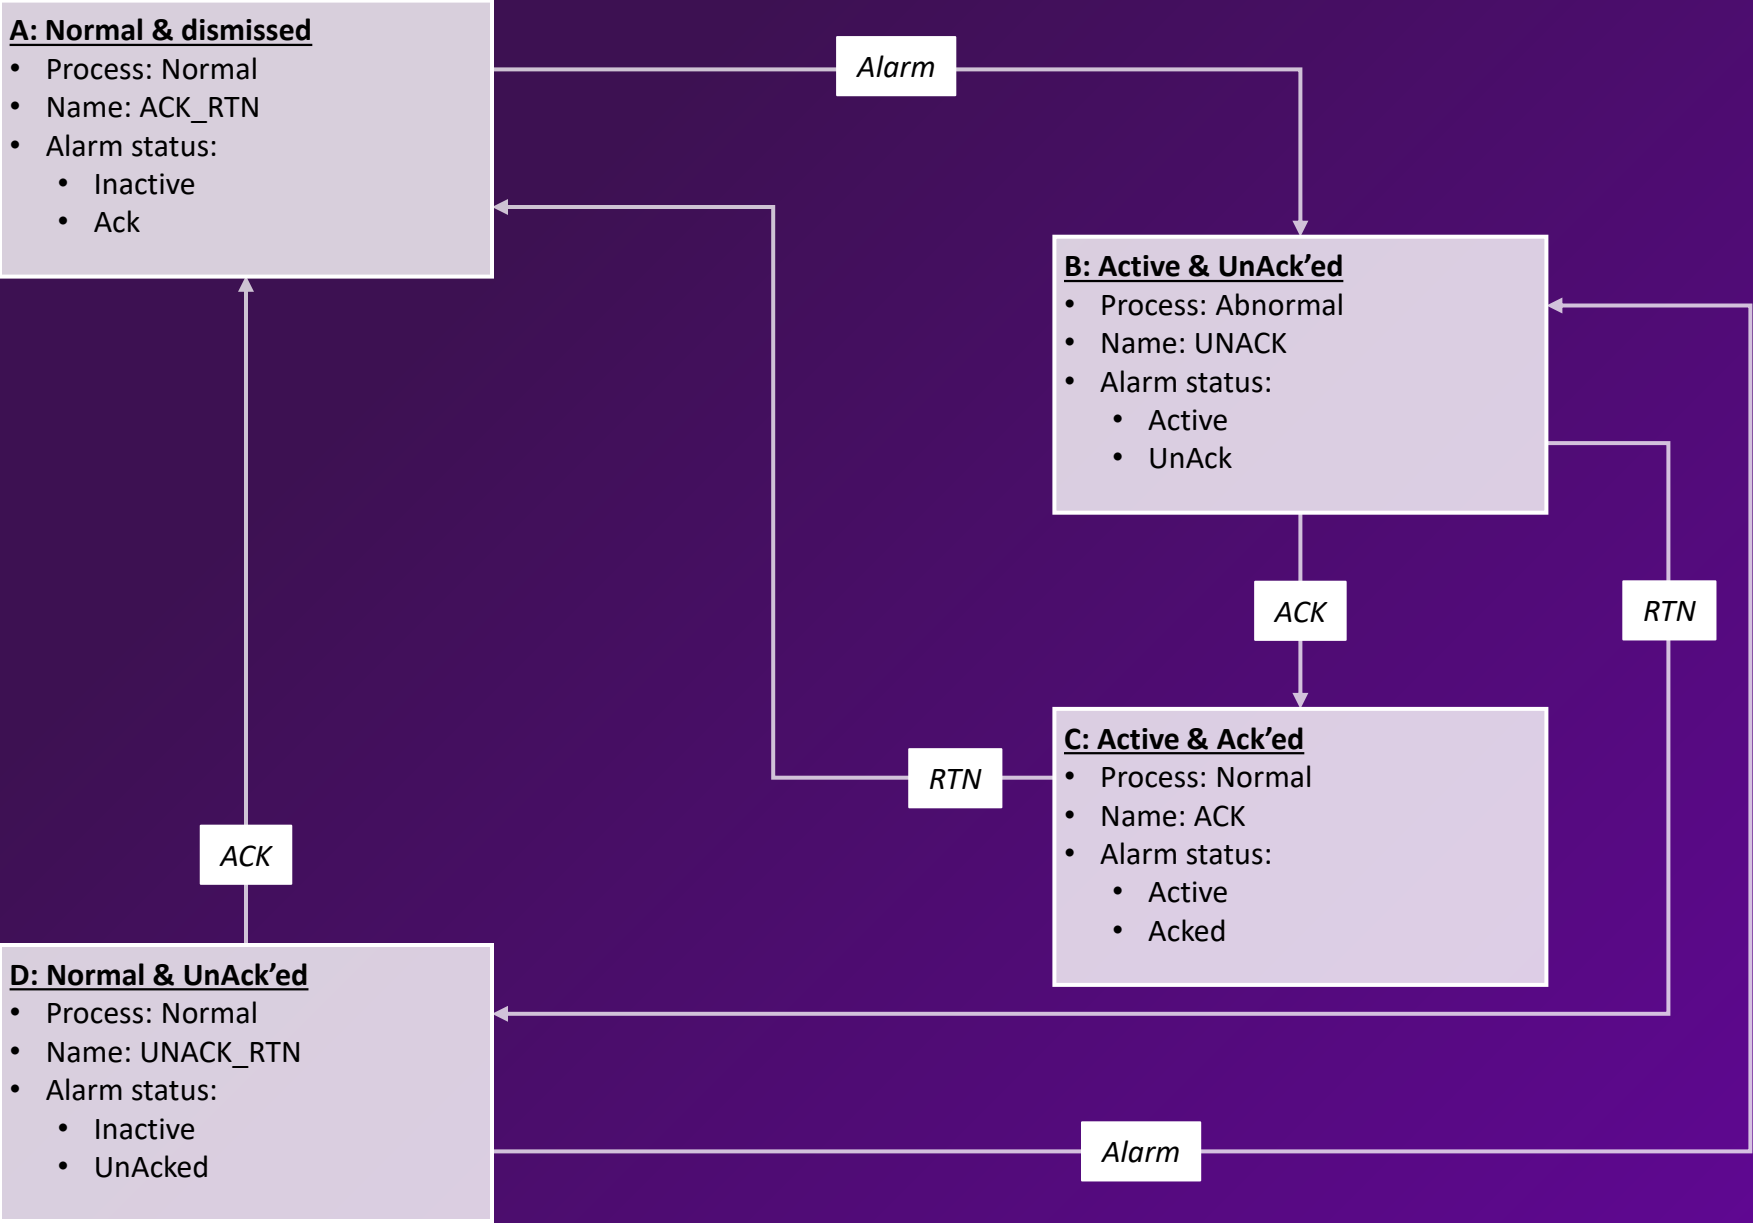 A: Normal & dismissed
• Process: Normal
• Name: ACK_RTN
• Alarm status:
• Inactive
• Ack
Alarm
B: Active & UnAck’ed
• Process: Abnormal
• Name: UNACK
• Alarm status:
• Active
• UnAck
ACK
RTN
C: Active & Ack’ed
• Process: Normal
• Name: ACK
• Alarm status:
• Active
• Acked
RTN
ACK
D: Normal & UnAck’ed
• Process: Normal
• Name: UNACK_RTN
• Alarm status:
• Inactive
• UnAcked
Alarm